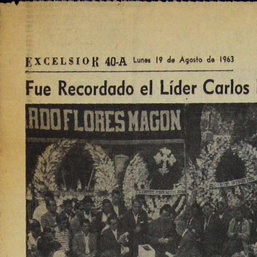 EXCELSIOR 40-A Lunes 19 de Agosto de 1963
Fue Recordado el Líder Carlos
RDO FLORES MAGON